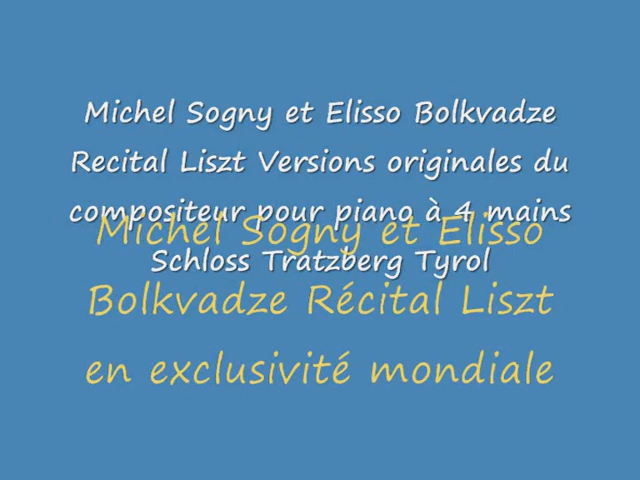 Michel Sogny et Elisso Bolkvadze
Recital Liszt Versions originales du
compositeur pour piano à 4 mains
Schloss Tratzberg Tyrol
Michel Sogny et Elisso
Bolkvadze Récital Liszt
en exclusivité mondiale